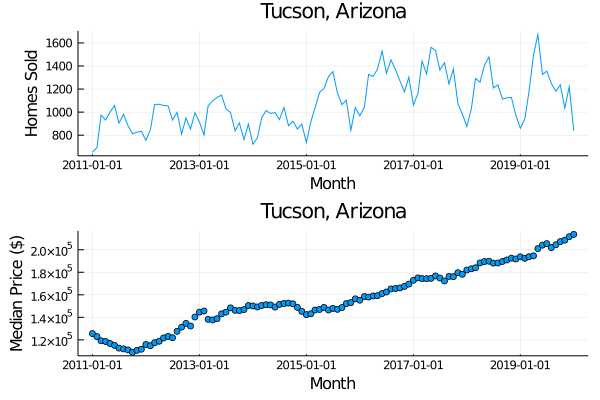 Tucson, Arizona
Homes Sold
1600
1400
1200
1000
800
2011-01-01 2013-01-01 2015-01-01 2017-01-01 2019-01-01
Month
Tucson, Arizona
Median Price ($)
2.0×10⁵
1.8×10⁵
1.6×10⁵
1.4×10⁵
1.2×10⁵
2011-01-01 2013-01-01 2015-01-01 2017-01-01 2019-01-01
Month